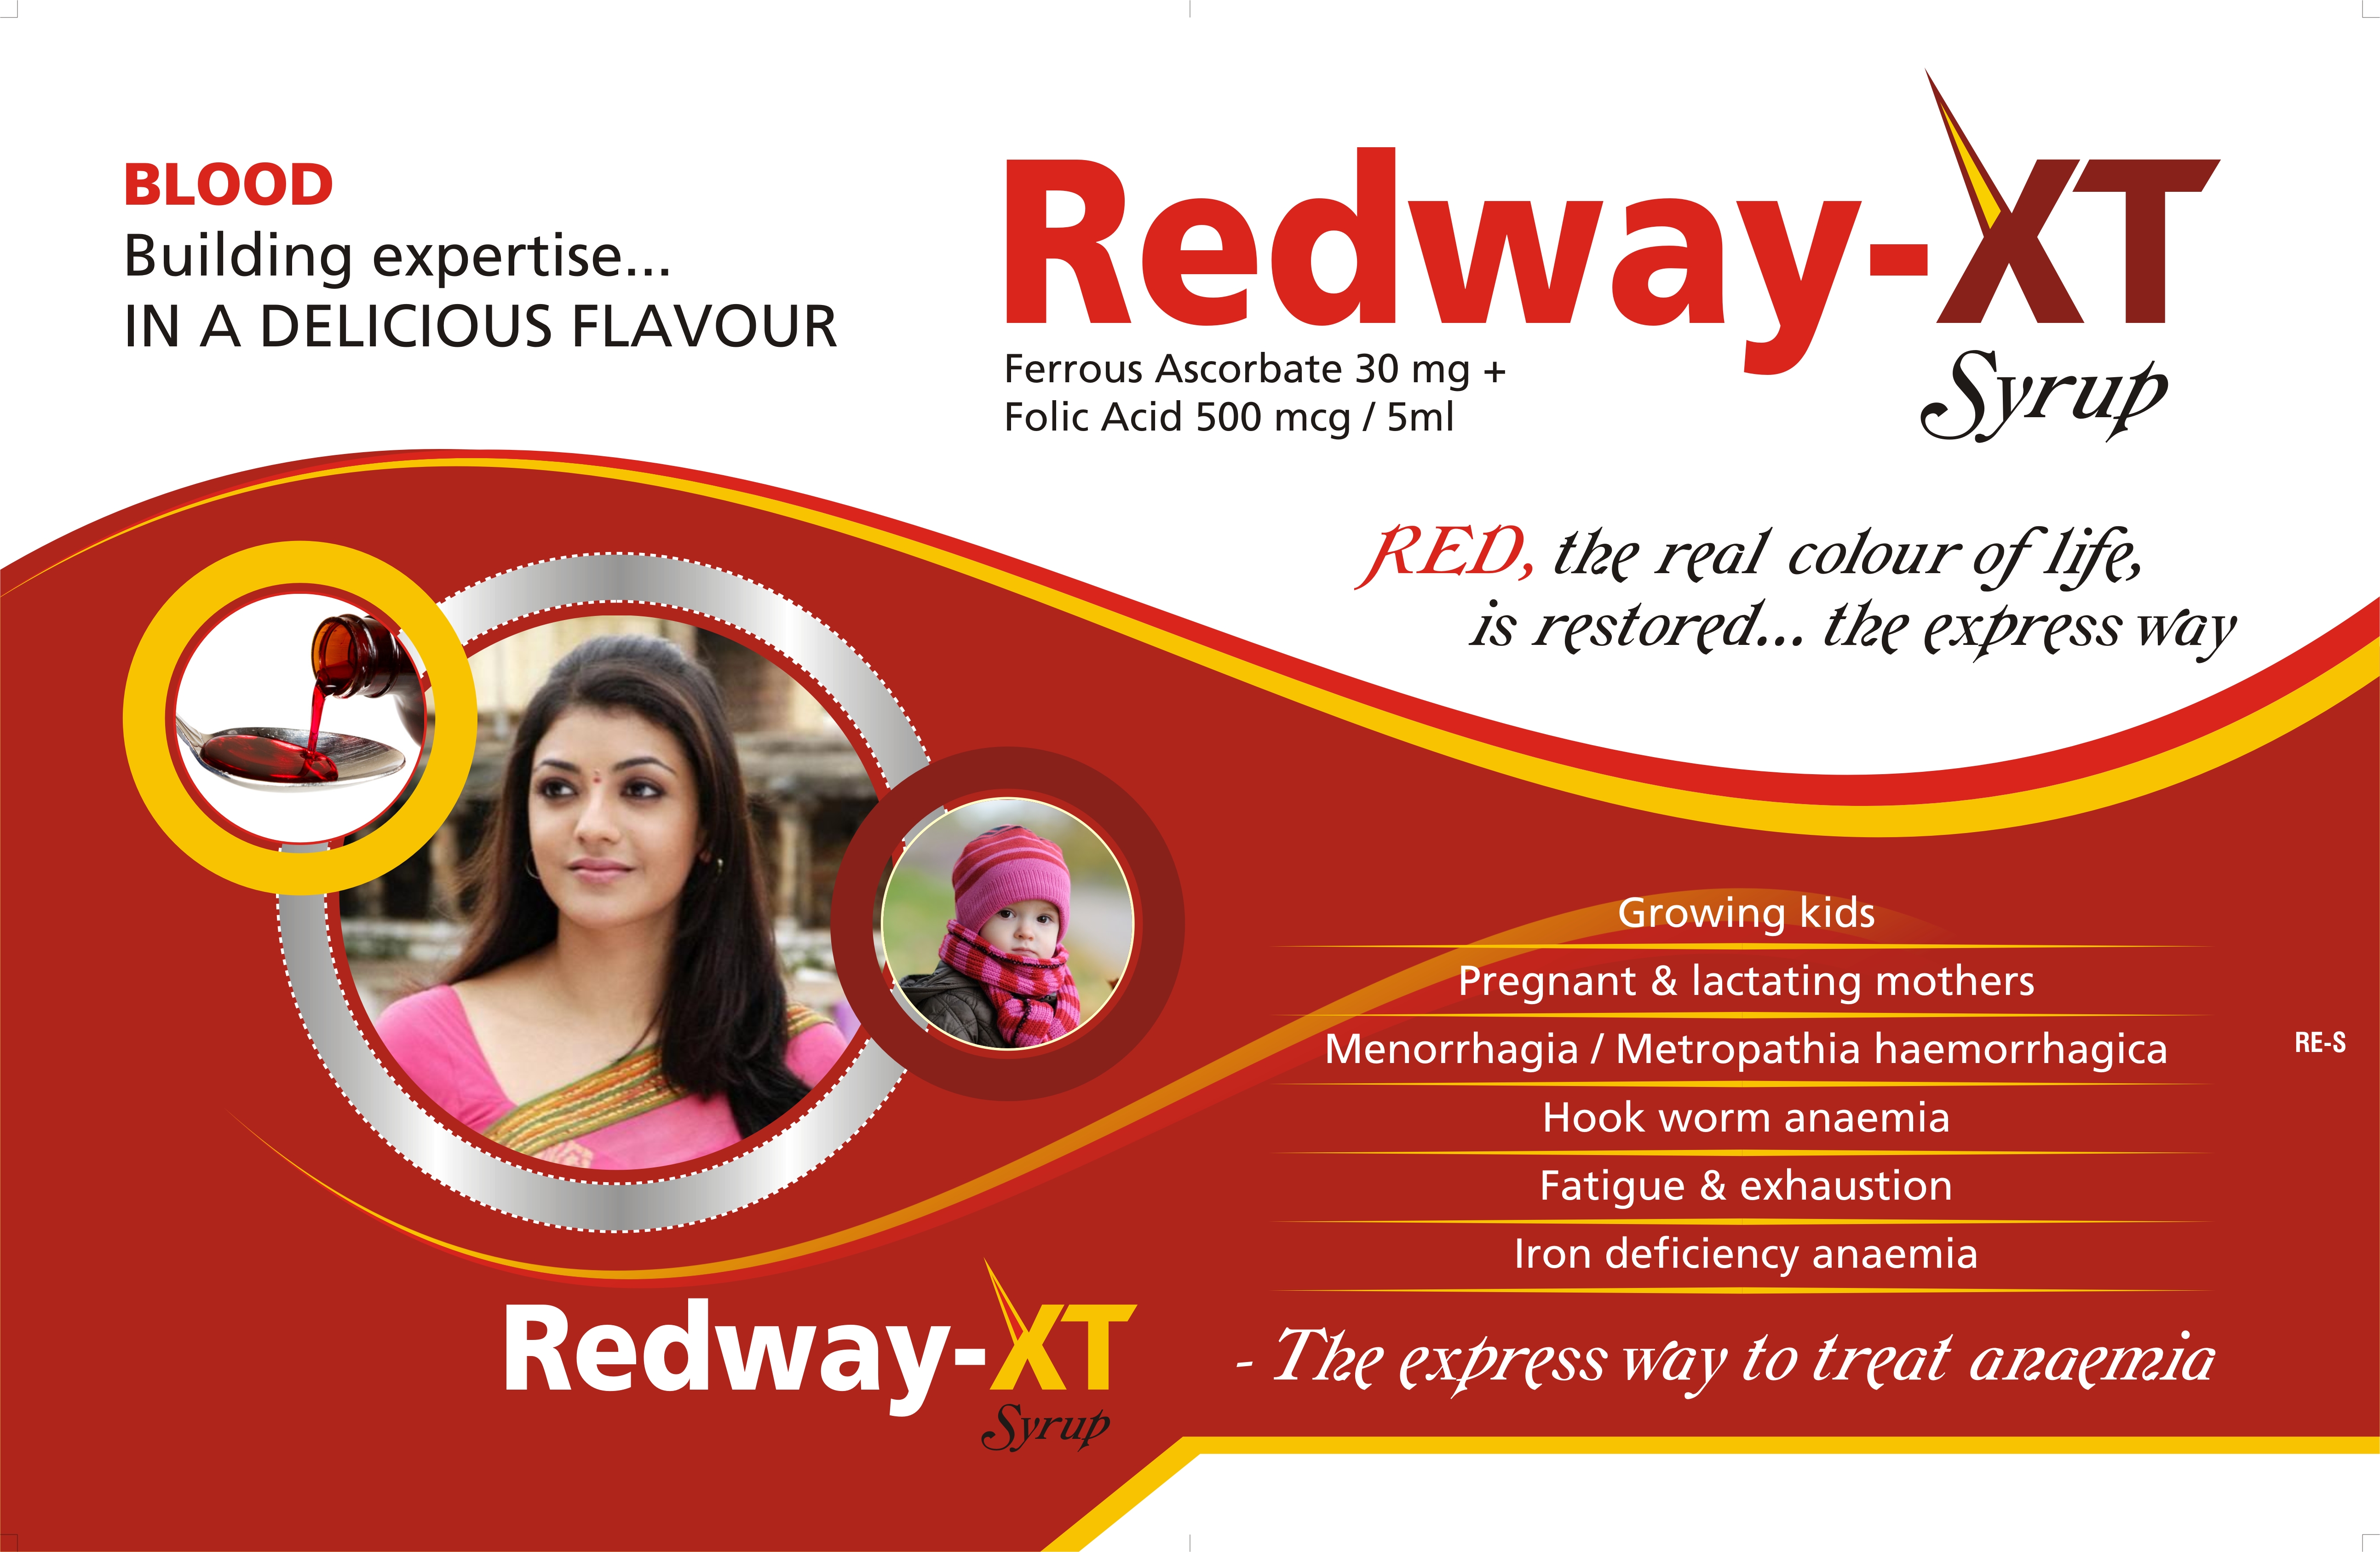 BLOOD
Building expertise...
IN A DELICIOUS FLAVOUR
Redway-XT
Syrup
Ferrous Ascorbate 30 mg +
Folic Acid 500 mcg / 5ml
RED, the real colour of life,
is restored... the express way
Growing kids
Pregnant & lactating mothers
Menorrhagia / Metropathia haemorrhagica
Hook worm anaemia
Fatigue & exhaustion
Iron deficiency anaemia
RE-S
Redway-XT
Syrup
- The express way to treat anaemia